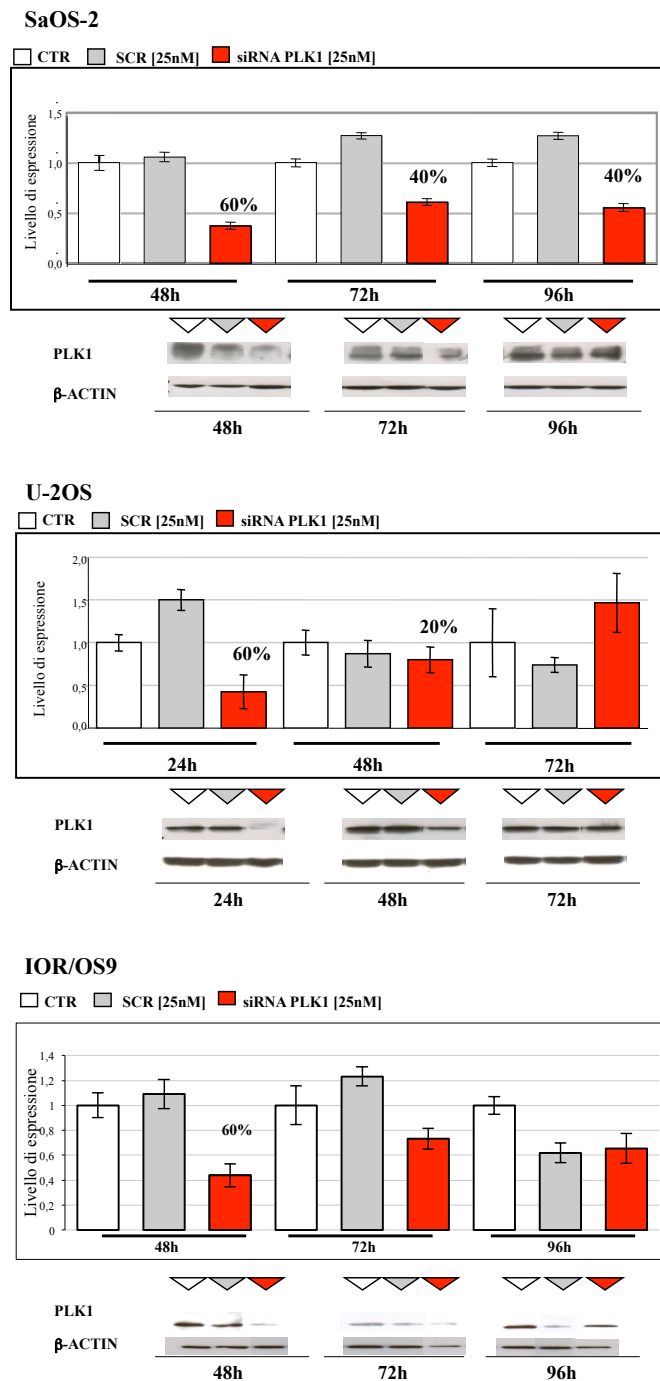 SaOS-2
CTR SCR [25nM] siRNA PLK1 [25nM]
Livello di espressione
1,5
1,0
0,5
0,0
60%
40%
40%
48h 72h 96h
PLK1
β-ACTIN
48h 72h 96h
U-2OS
CTR SCR [25nM] siRNA PLK1 [25nM]
Livello di espressione
2,0
1,5
1,0
0,5
0,0
60%
20%
24h 48h 72h
PLK1
β-ACTIN
24h 48h 72h
IOR/OS9
CTR SCR [25nM] siRNA PLK1 [25nM]
Livello di espressione
1,4
1,2
1
0,8
0,6
0,4
0,2
0
60%
48h 72h 96h
PLK1
β-ACTIN
48h 72h 96h